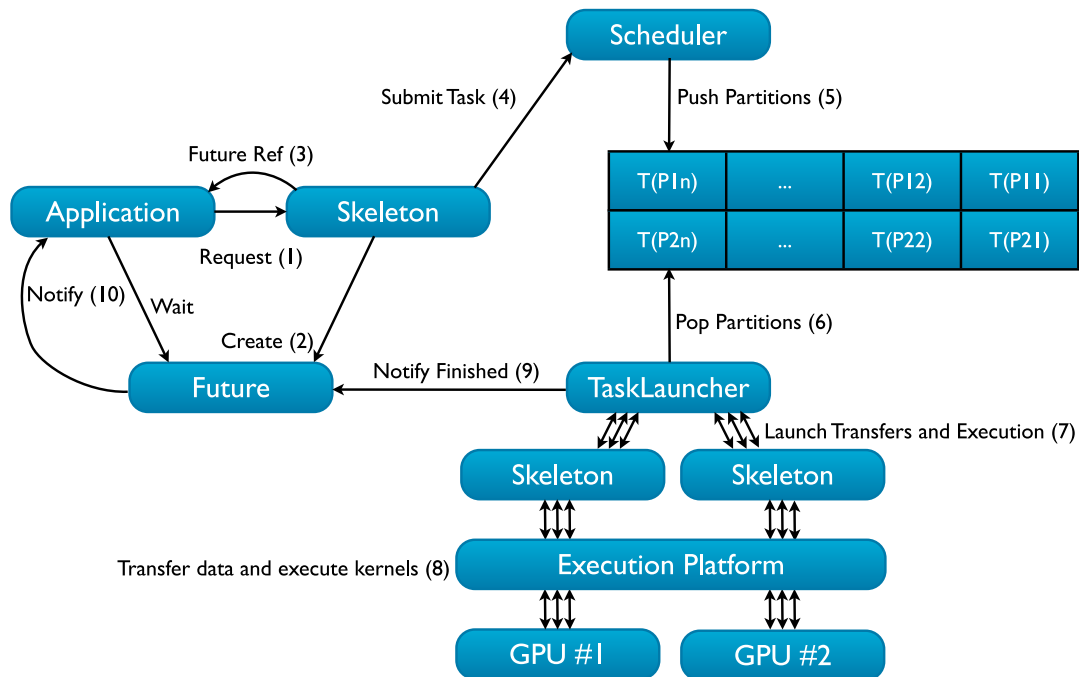 Scheduler
Submit Task (4)
Push Partitions (5)
Future Ref (3)
T(P1n)
...
T(P12)
T(P11)
Application
Skeleton
T(P2n)
...
T(P22)
T(P21)
Request (1)
Notify (10)
Wait
Pop Partitions (6)
Create (2)
Future
Notify Finished (9)
TaskLauncher
Launch Transfers and Execution (7)
Skeleton
Skeleton
Transfer data and execute kernels (8)
Execution Platform
GPU #1
GPU #2